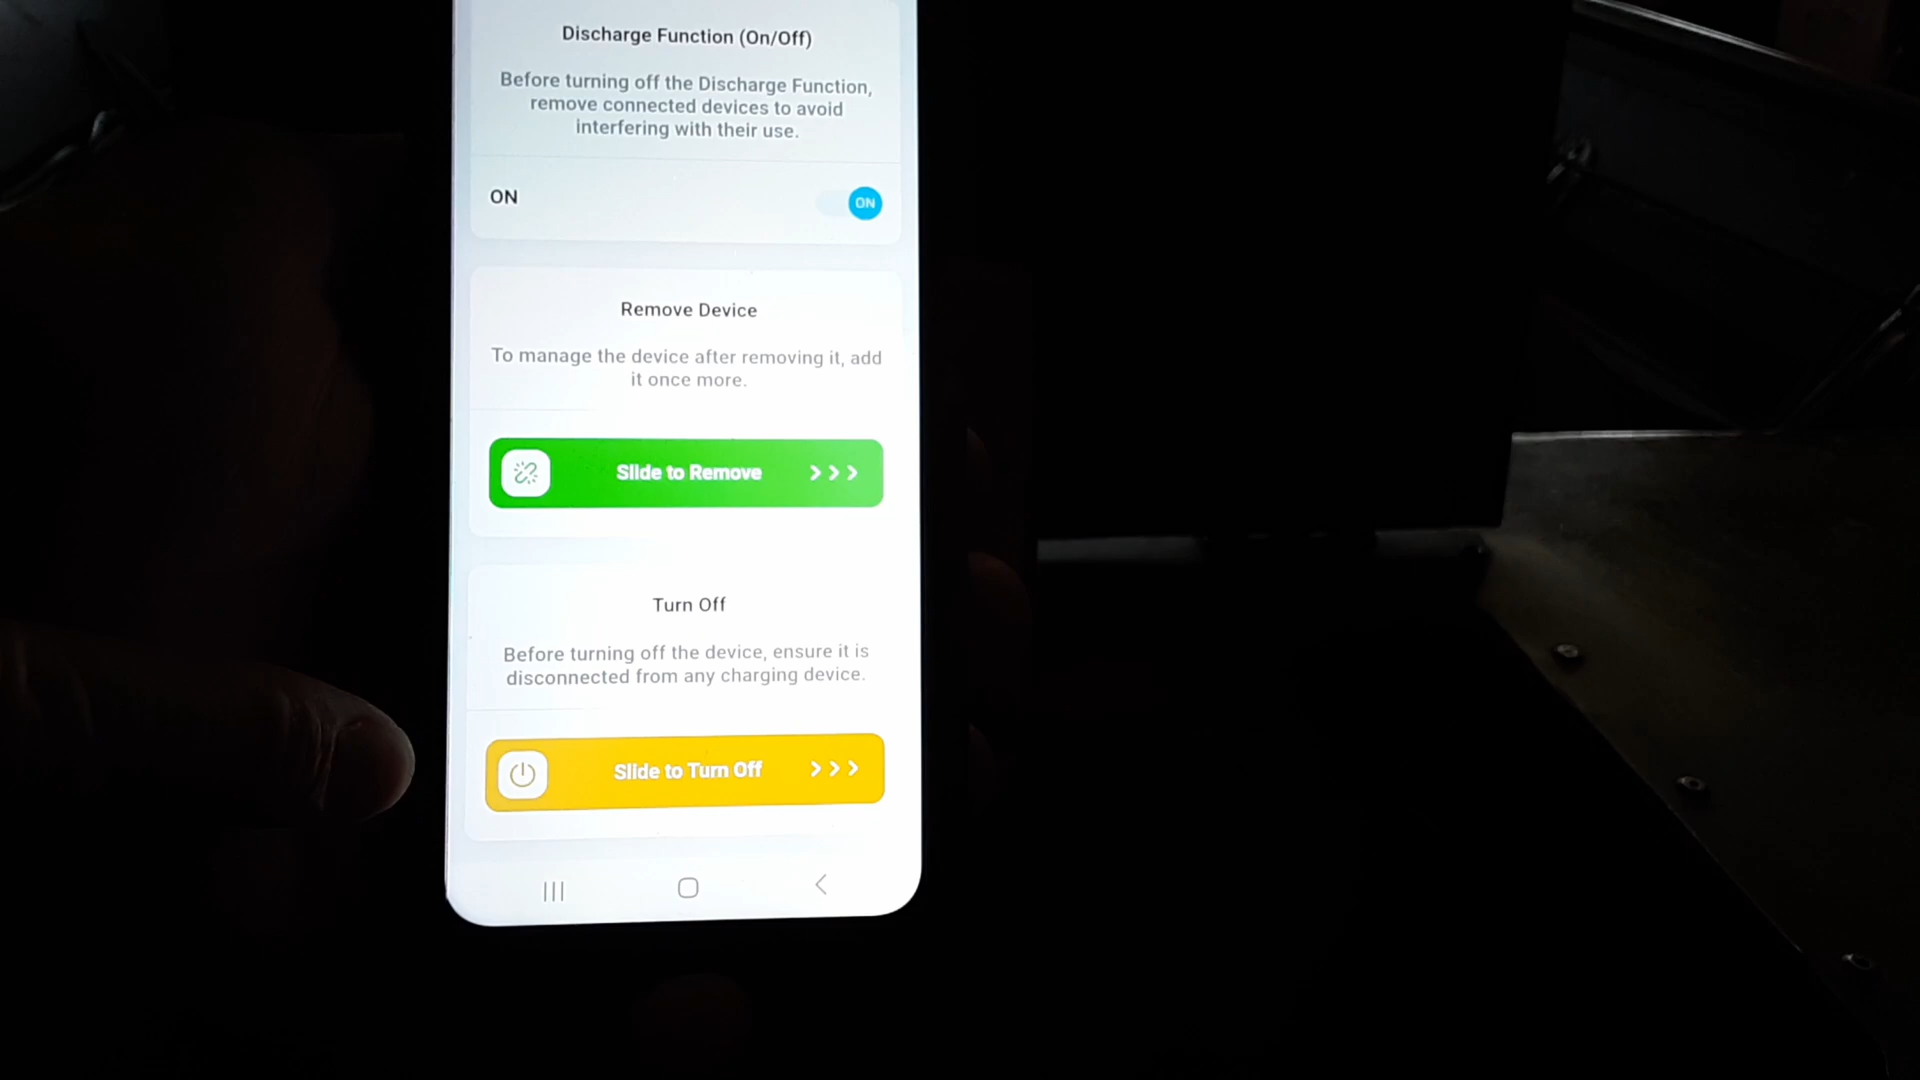 Discharge Function (On/Off)
Before turning off the Discharge Function,
remove connected devices to avoid
interfering with their use.
ON
ON
Remove Device
To manage the device after removing it, add
it once more.
Slide to Remove
Turn Off
Before turning off the device, ensure it is
disconnected from any charging device.
Slide to Turn Off